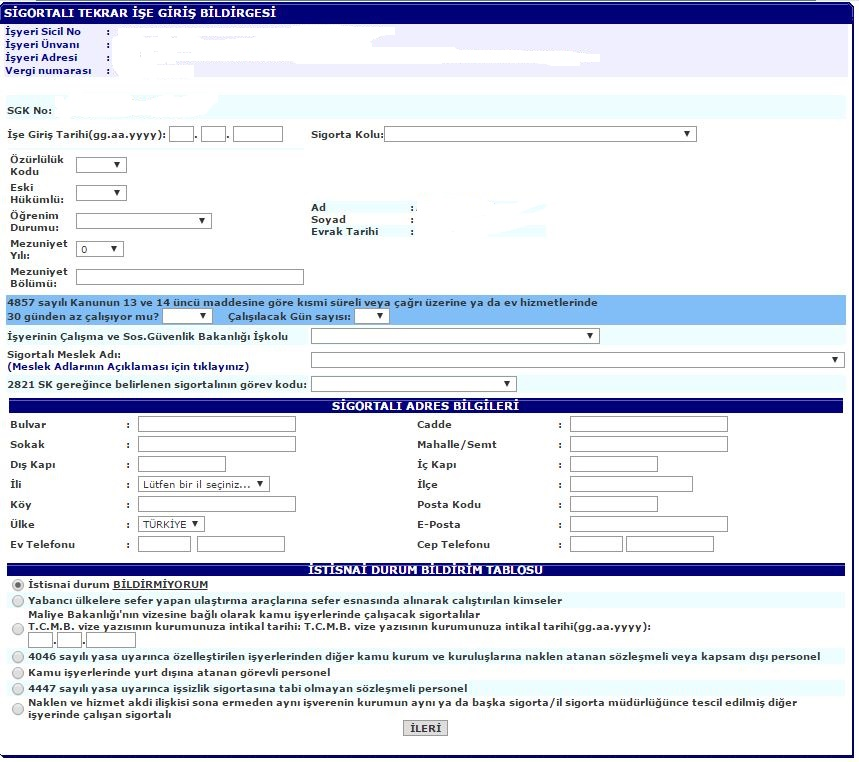 SİGORTALI TEKRAR İŞE GİRİŞ BİLDİRGESİ
İşyeri Sicil No :
İşyeri Ünvanı :
İşyeri Adresi :
Vergi numarası :
SGK No:
İşe Giriş Tarihi(gg.aa.yyyy): . . Sigorta Kolu:
Özürlülük
Kodu
Eski
Hükümlü:
Öğrenim
Durumu:
Mezuniyet
Yılı: 0
Mezuniyet
Bölümü:
Ad :
Soyad :
Evrak Tarihi :
4857 sayılı Kanunun 13 ve 14 üncü maddesine göre kısmi süreli veya çağrı üzerine ya da ev hizmetlerinde
30 günden az çalışıyor mu? Çalışılacak Gün sayısı:
İşyerinin Çalışma ve Sos.Güvenlik Bakanlığı İşkolu
Sigortalı Meslek Adı:
(Meslek Adlarının Açıklaması için tıklayınız)
2821 SK gereğince belirlenen sigortalının görev kodu:
SİGORTALI ADRES BİLGİLERİ
Bulvar : Cadde :
Sokak : Mahalle/Semt :
Dış Kapı : İç Kapı :
İli : Lütfen bir il seçiniz... İlçe :
Köy : Posta Kodu :
Ülke : TÜRKİYE E-Posta :
Ev Telefonu : Cep Telefonu :
İSTİSNAİ DURUM BİLDİRİM TABLOSU
İstisnai durum BİLDİRMİYORUM
Yabancı ülkelere sefer yapan ulaştırma araçlarına sefer esnasında alınarak calıştırılan kimseler
Maliye Bakanlığı'nın vizesine bağlı olarak kamu işyerlerinde çalışacak sigortalılar
T.C.M.B. vize yazısının kurumunuza intikal tarihi: T.C.M.B. vize yazısının kurumunuza intikal tarihi(gg.aa.yyyy):
. .
4046 sayılı yasa uyarınca özelleştirilen işyerlerinden diğer kamu kurum ve kuruluşlarına naklen atanan sözleşmeli veya kapsam dışı personel
Kamu işyerlerinde yurt dışına atanan görevli personel
4447 sayılı yasa uyarınca işsizlik sigortasına tabi olmayan sözleşmeli personel
Naklen ve hizmet akdi ilişkisi sona ermeden aynı işverenin kurumun aynı ya da başka sigorta/il sigorta müdürlüğünce tescil edilmiş diğer
işyerinde çalışan sigortalı
İLERİ